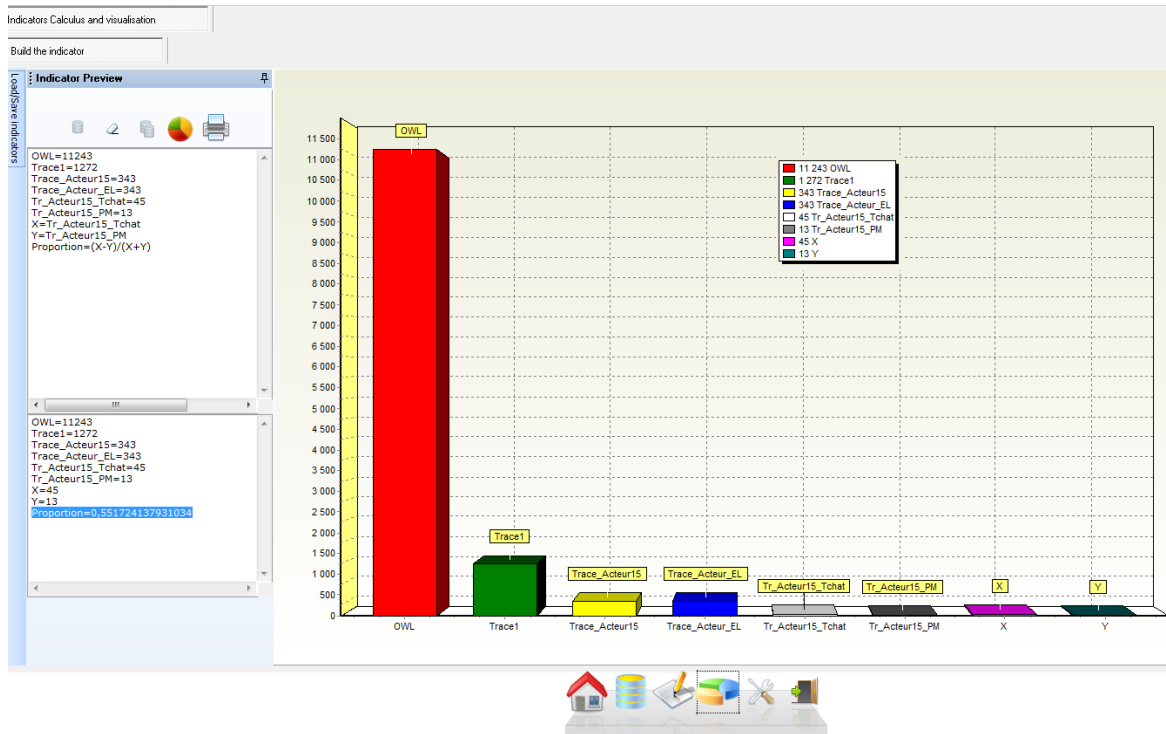 Indicators Calculus and visualisation
Build the indicator
Load/Save indicators
Indicator Preview
OWL=11243
Trace1=1272
Trace_Acteur15=343
Trace_Acteur_EL=343
Tr_Acteur15_Tchat=45
Tr_Acteur15_PM=13
X=Tr_Acteur15_Tchat
Y=Tr_Acteur15_PM
Proportion=(X-Y)/(X+Y)
OWL=11243
Trace1=1272
Trace_Acteur15=343
Trace_Acteur_EL=343
Tr_Acteur15_Tchat=45
Tr_Acteur15_PM=13
X=45
Y=13
Proportion=0,551724137931034
11 500
11 000
10 500
10 000
9 500
9 000
8 500
8 000
7 500
7 000
6 500
6 000
5 500
5 000
4 500
4 000
3 500
3 000
2 500
2 000
1 500
1 000
500
0
OWL
Trace1
Trace_Acteur15
Trace_Acteur_EL
Tr_Acteur15_Tchat
Tr_Acteur15_PM
X
Y
11 243 OWL
1 272 Trace1
343 Trace_Acteur15
343 Trace_Acteur_EL
45 Tr_Acteur15_Tchat
13 Tr_Acteur15_PM
45 X
13 Y
OWL
Trace1
Trace_Acteur15
Trace_Acteur_EL
Tr_Acteur15_Tchat
Tr_Acteur15_PM
X
Y